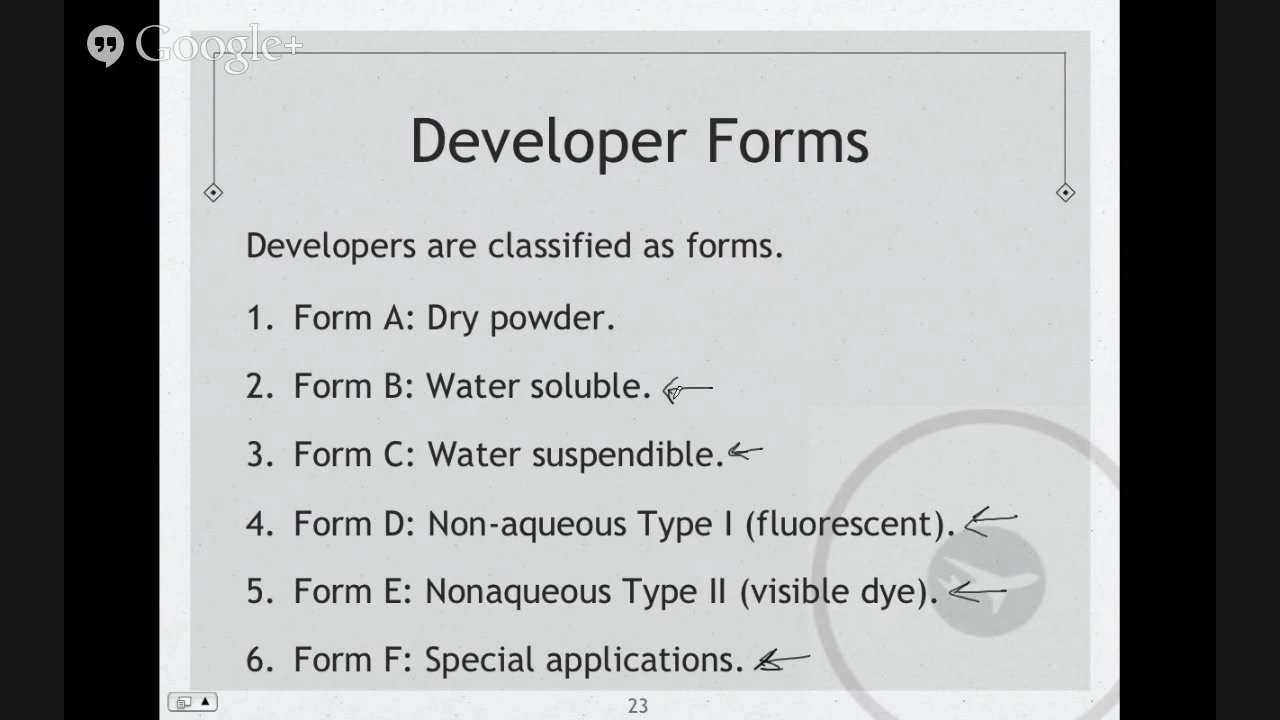 Google+
Developer Forms
Developers are classified as forms.
1. Form A: Dry powder.
2. Form B: Water soluble.
3. Form C: Water suspendible.
4. Form D: Non-aqueous Type I (fluorescent).
5. Form E: Nonaqueous Type II (visible dye).
6. Form F: Special applications.
23